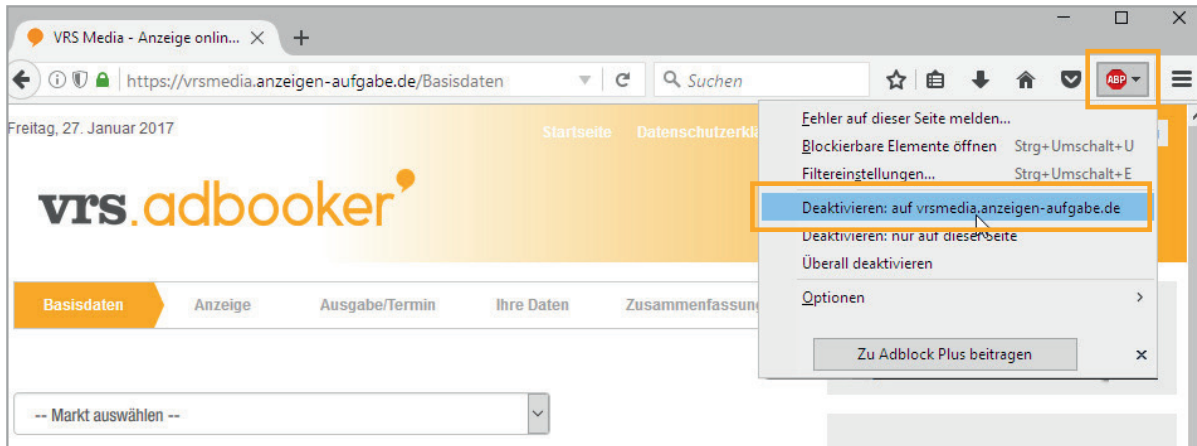 VRS Media - Anzeige onlin...
https://vrsmedia.anzeigen-aufgabe.de/Basisdaten
Suchen
ABP
Freitag, 27. Januar 2017
Startseite
vrs.adbooker
Fehler auf dieser Seite melden...
Blockierbare Elemente öffnen Strg+Umschalt+U
Filtereinstellungen... Strg+Umschalt+E
Deaktivieren: auf vrsmedia.anzeigen-aufgabe.de
Deaktivieren: nur auf dieser Seite
Überall deaktivieren
Optionen
Zu Adblock Plus beitragen
Basisdaten Anzeige Ausgabe/Termin Ihre Daten Zusammenfassun
-- Markt auswählen --